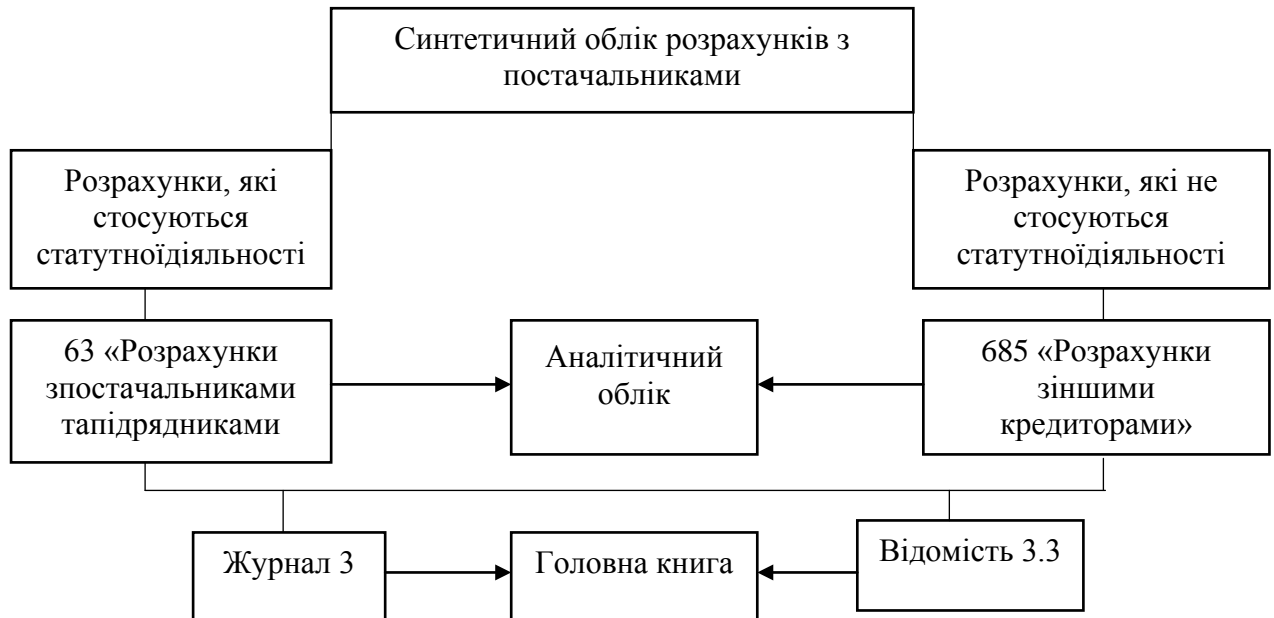 Синтетичний облік розрахунків з
постачальниками
Розрахунки, які
стосуються
статутноїдіяльності
Розрахунки, які не
стосуються
статутноїдіяльності
63 «Розрахунки
зпостачальниками
тапідрядниками
Аналітичний
облік
685 «Розрахунки
зіншими
кредиторами»
Журнал 3
Головна книга
Відомість 3.3